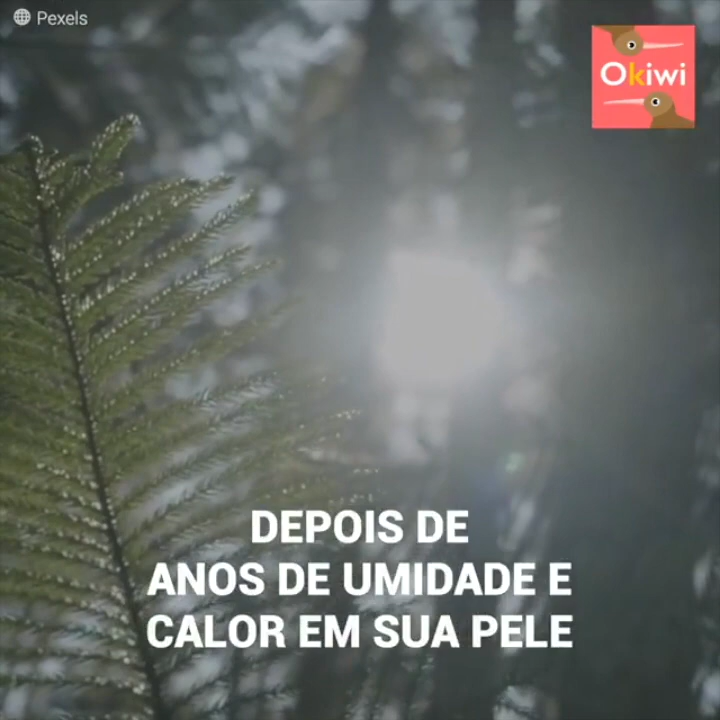 Pexels
Okiwi
DEPOIS DE
ANOS DE UMIDADE E
CALOR EM SUA PELE